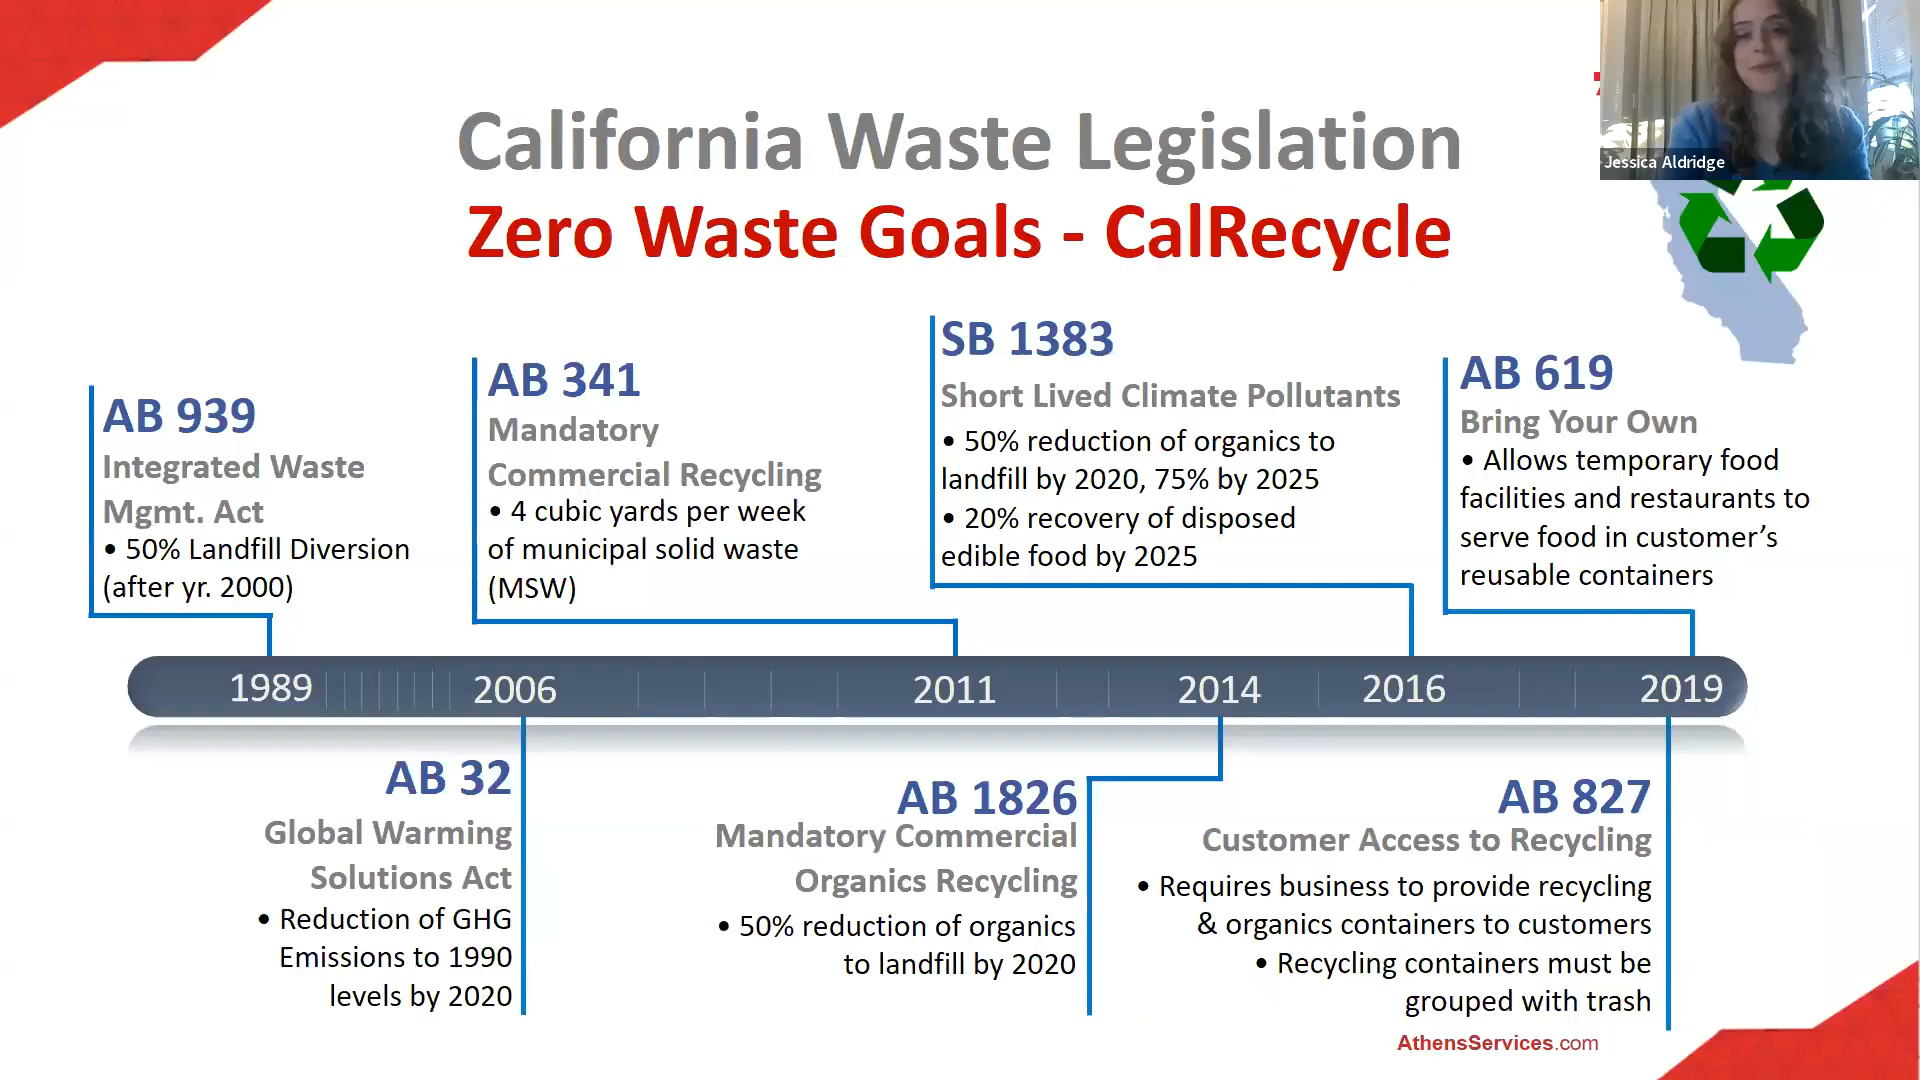 California Waste Legislation
Zero Waste Goals - CalRecycle
Jessica Aldridge
AB 939
Integrated Waste
Mgmt. Act
• 50% Landfill Diversion
(after yr. 2000)
AB 341
Mandatory
Commercial Recycling
• 4 cubic yards per week
of municipal solid waste
(MSW)
SB 1383
Short Lived Climate Pollutants
• 50% reduction of organics to
landfill by 2020, 75% by 2025
• 20% recovery of disposed
edible food by 2025
AB 619
Bring Your Own
• Allows temporary food
facilities and restaurants to
serve food in customer’s
reusable containers
1989 2006 2011 2014 2016 2019
AB 32
Global Warming
Solutions Act
• Reduction of GHG
Emissions to 1990
levels by 2020
AB 1826
Mandatory Commercial
Organics Recycling
• 50% reduction of organics
to landfill by 2020
AB 827
Customer Access to Recycling
• Requires business to provide recycling
& organics containers to customers
• Recycling containers must be
grouped with trash
AthensServices.com